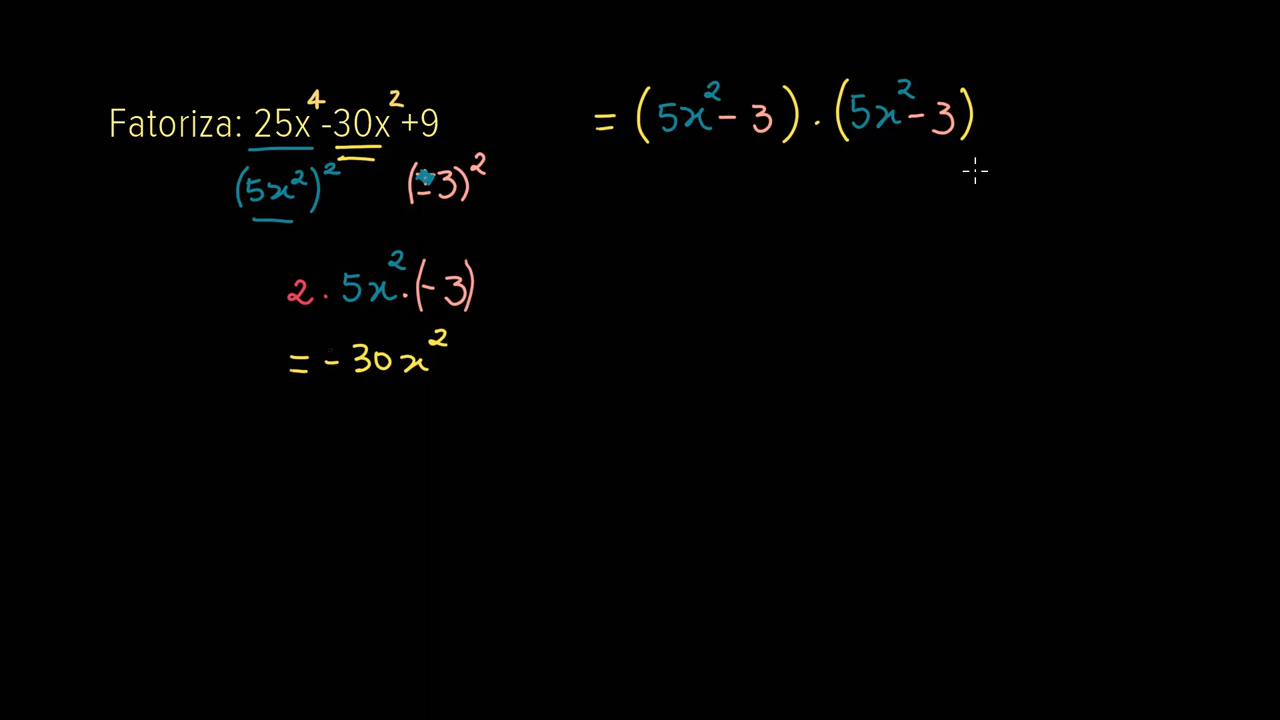 Fatoriza: 25x⁴-30x²+9
= (5x²-3).(5x²-3)
(5x²)² (-3)²
2 . 5x² . (-3)
= -30x²